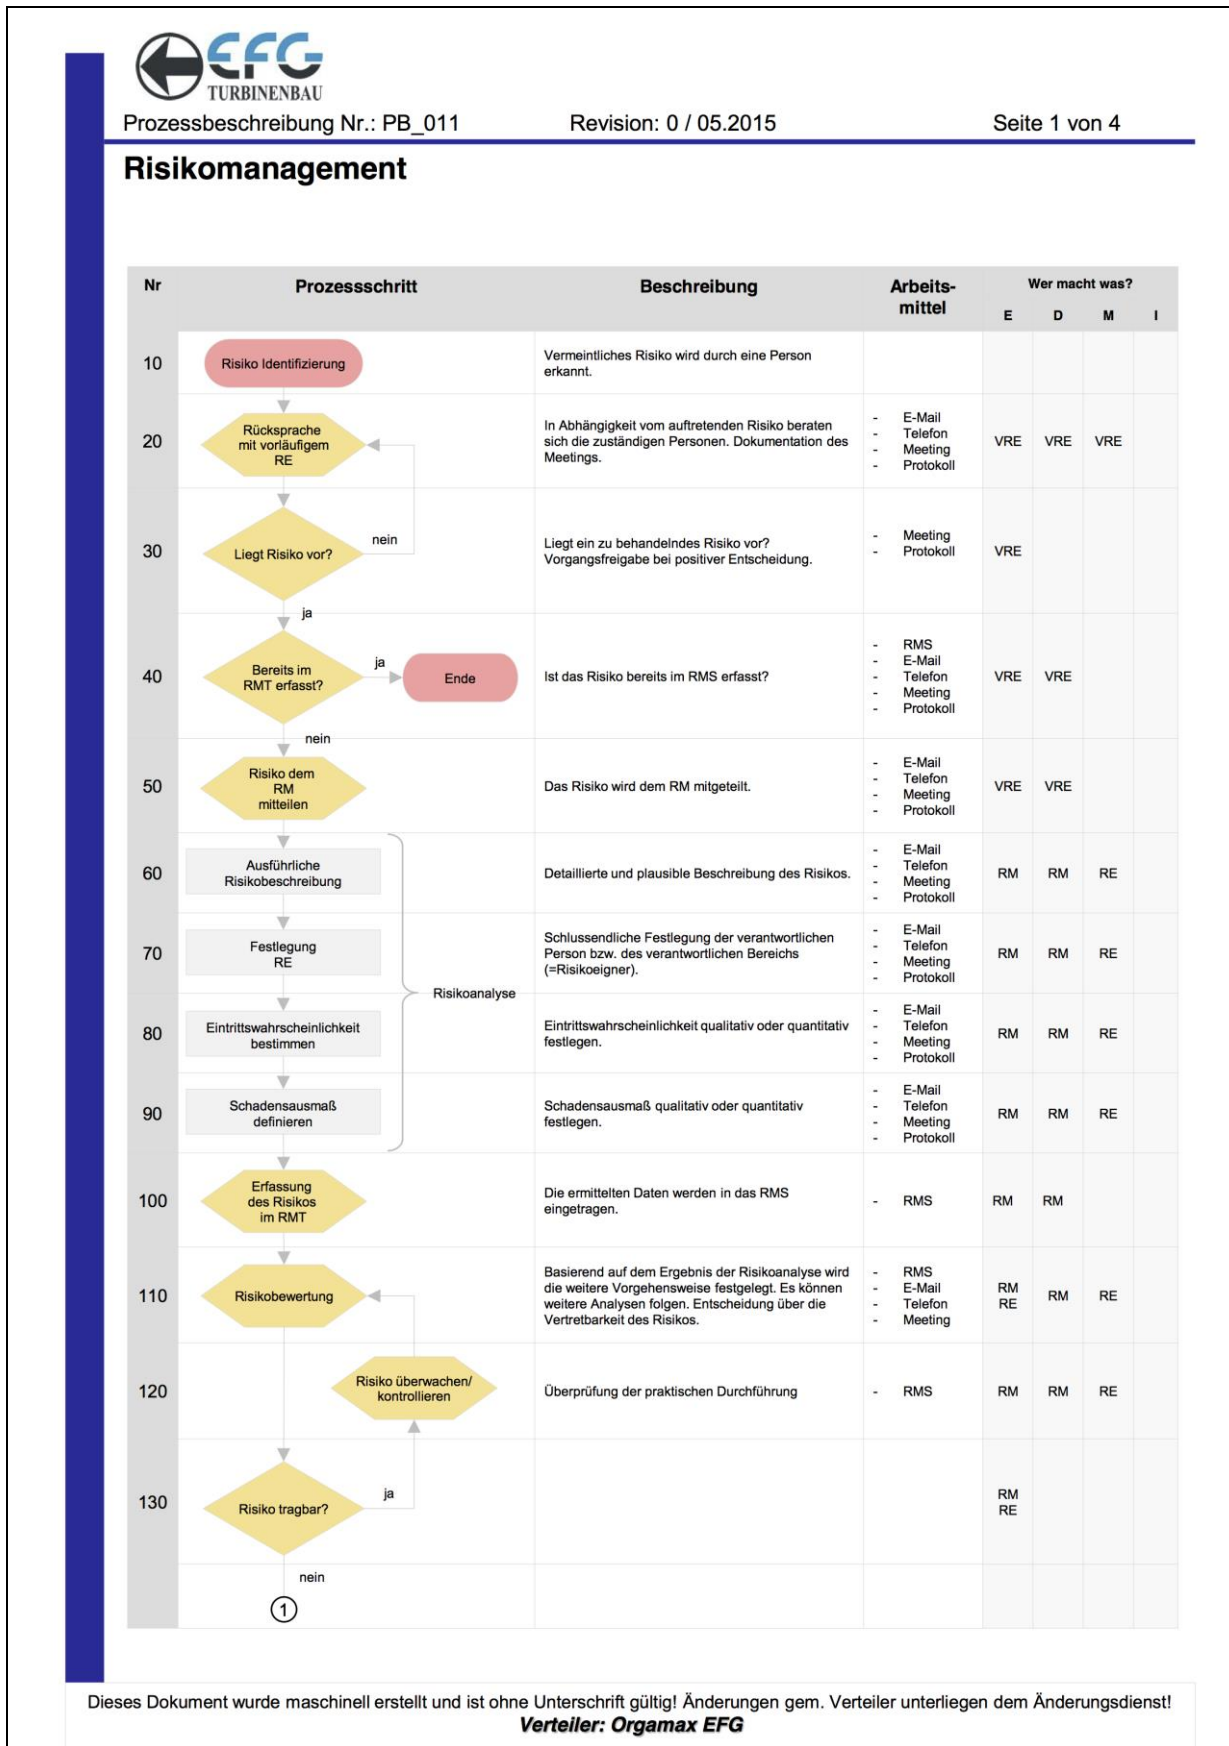 EFG
TURBINENBAU
Prozessbeschreibung Nr.: PB_011 Revision: 0 / 05.2015 Seite 1 von 4
Risikomanagement
Nr Prozessschritt Beschreibung Arbeits-
mittel Wer macht was?
E D M I
10 Risiko Identifizierung
Vermeintliches Risiko wird durch eine Person
erkannt.
20
Rücksprache
mit vorläufigem
RE
In Abhängigkeit vom auftretenden Risiko beraten
sich die zuständigen Personen. Dokumentation des
Meetings.
- E-Mail
- Telefon
- Meeting
- Protokoll
VRE VRE VRE
30 Liegt Risiko vor? nein
Liegt ein zu behandelndes Risiko vor?
Vorgangsfreigabe bei positiver Entscheidung.
- Meeting
- Protokoll
VRE
ja
40
Bereits im
RMT erfasst?
ja
Ende
Ist das Risiko bereits im RMS erfasst?
- RMS
- E-Mail
- Telefon
- Meeting
- Protokoll
VRE VRE
nein
50
Risiko dem
RM
mitteilen
Das Risiko wird dem RM mitgeteilt.
- E-Mail
- Telefon
- Meeting
- Protokoll
VRE VRE
60
Ausführliche
Risikobeschreibung
Detaillierte und plausible Beschreibung des Risikos.
- E-Mail
- Telefon
- Meeting
- Protokoll
RM RM RE
70
Festlegung
RE
Schlussendliche Festlegung der verantwortlichen
Person bzw. des verantwortlichen Bereichs
(=Risikoeigner).
- E-Mail
- Telefon
- Meeting
- Protokoll
RM RM RE
Risikoanalyse
80
Eintrittswahrscheinlichkeit
bestimmen
Eintrittswahrscheinlichkeit qualitativ oder quantitativ
festlegen.
- E-Mail
- Telefon
- Meeting
- Protokoll
RM RM RE
90
Schadensausmaß
definieren
Schadensausmaß qualitativ oder quantitativ
festlegen.
- E-Mail
- Telefon
- Meeting
- Protokoll
RM RM RE
100
Erfassung
des Risikos
im RMT
Die ermittelten Daten werden in das RMS
eingetragen.
- RMS
RM RM
110 Risikobewertung
Basierend auf dem Ergebnis der Risikoanalyse wird
die weitere Vorgehensweise festgelegt. Es können
weitere Analysen folgen. Entscheidung über die
Vertretbarkeit des Risikos.
- RMS
- E-Mail
- Telefon
- Meeting
RM
RE RM RE
120
Risiko überwachen/
kontrollieren
Überprüfung der praktischen Durchführung
- RMS
RM RM RE
130 Risiko tragbar? ja
RM
RE
nein
1
Dieses Dokument wurde maschinell erstellt und ist ohne Unterschrift gültig! Änderungen gem. Verteiler unterliegen dem Änderungsdienst!
Verteiler: Orgamax EFG